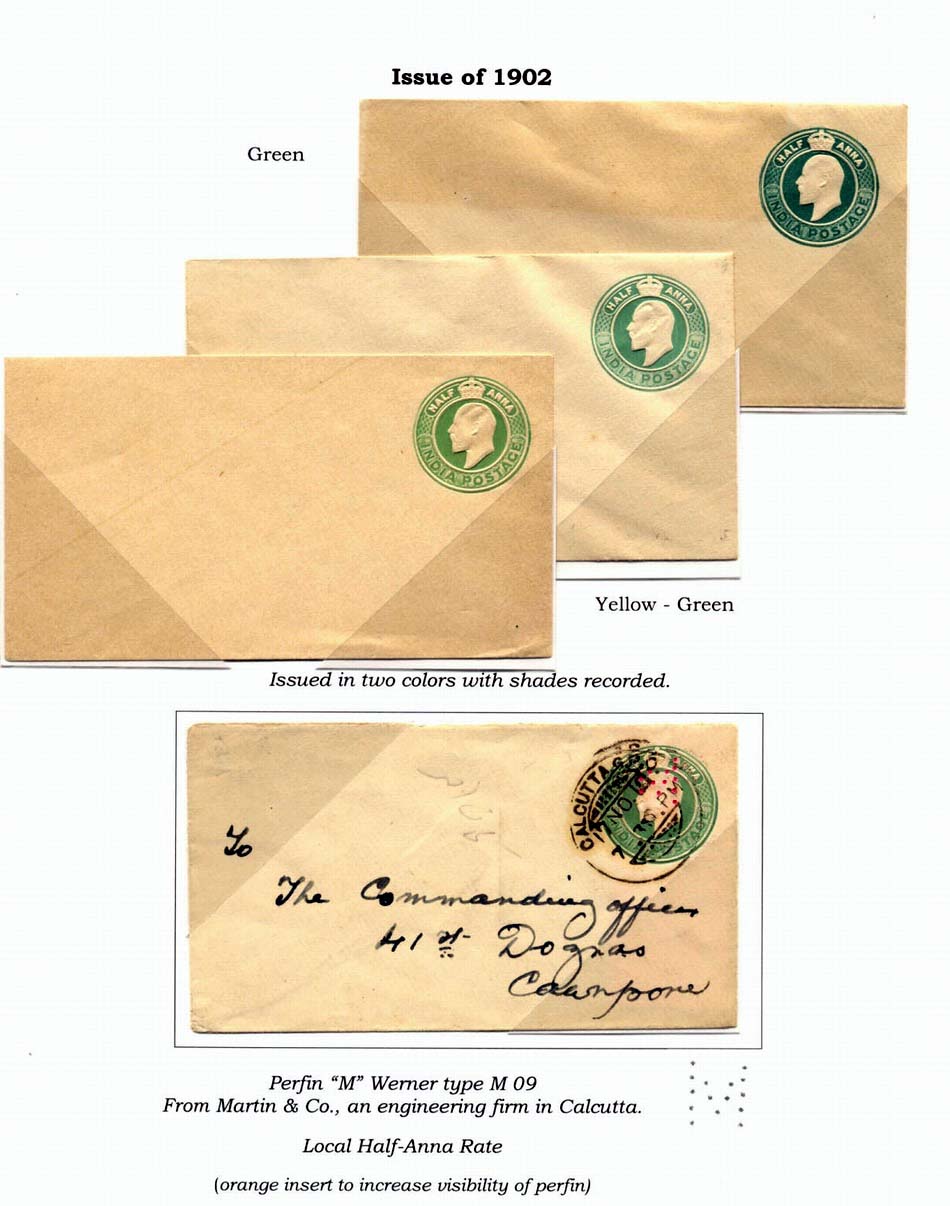 Issue of 1902
Green
HALF ANNA
INDIA POSTAGE
HALF ANNA
INDIA POSTAGE
HALF ANNA
INDIA POSTAGE
Yellow - Green
Issued in two colors with shades recorded.
CALCUTTA G.P.O.
ANNA
To
The Commanding officer
41st Dogras
Cawnpore
Perfin “M” Werner type M 09
From Martin & Co., an engineering firm in Calcutta.
M
Local Half-Anna Rate
(orange insert to increase visibility of perfin)